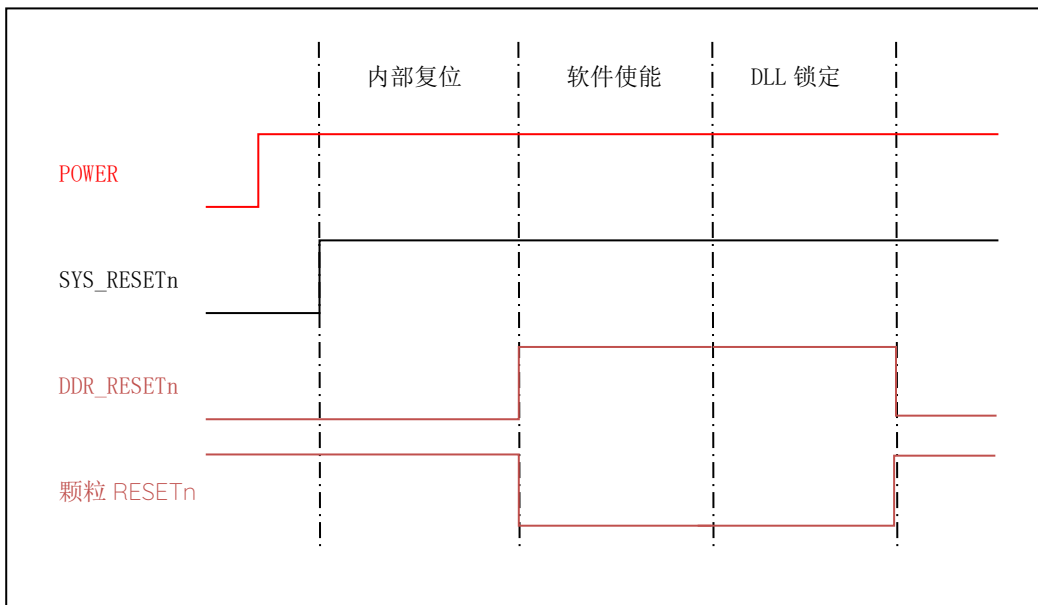 内部复位 软件使能 DLL 锁定
POWER
SYS_RESETn
DDR_RESETn
颗粒 RESETn